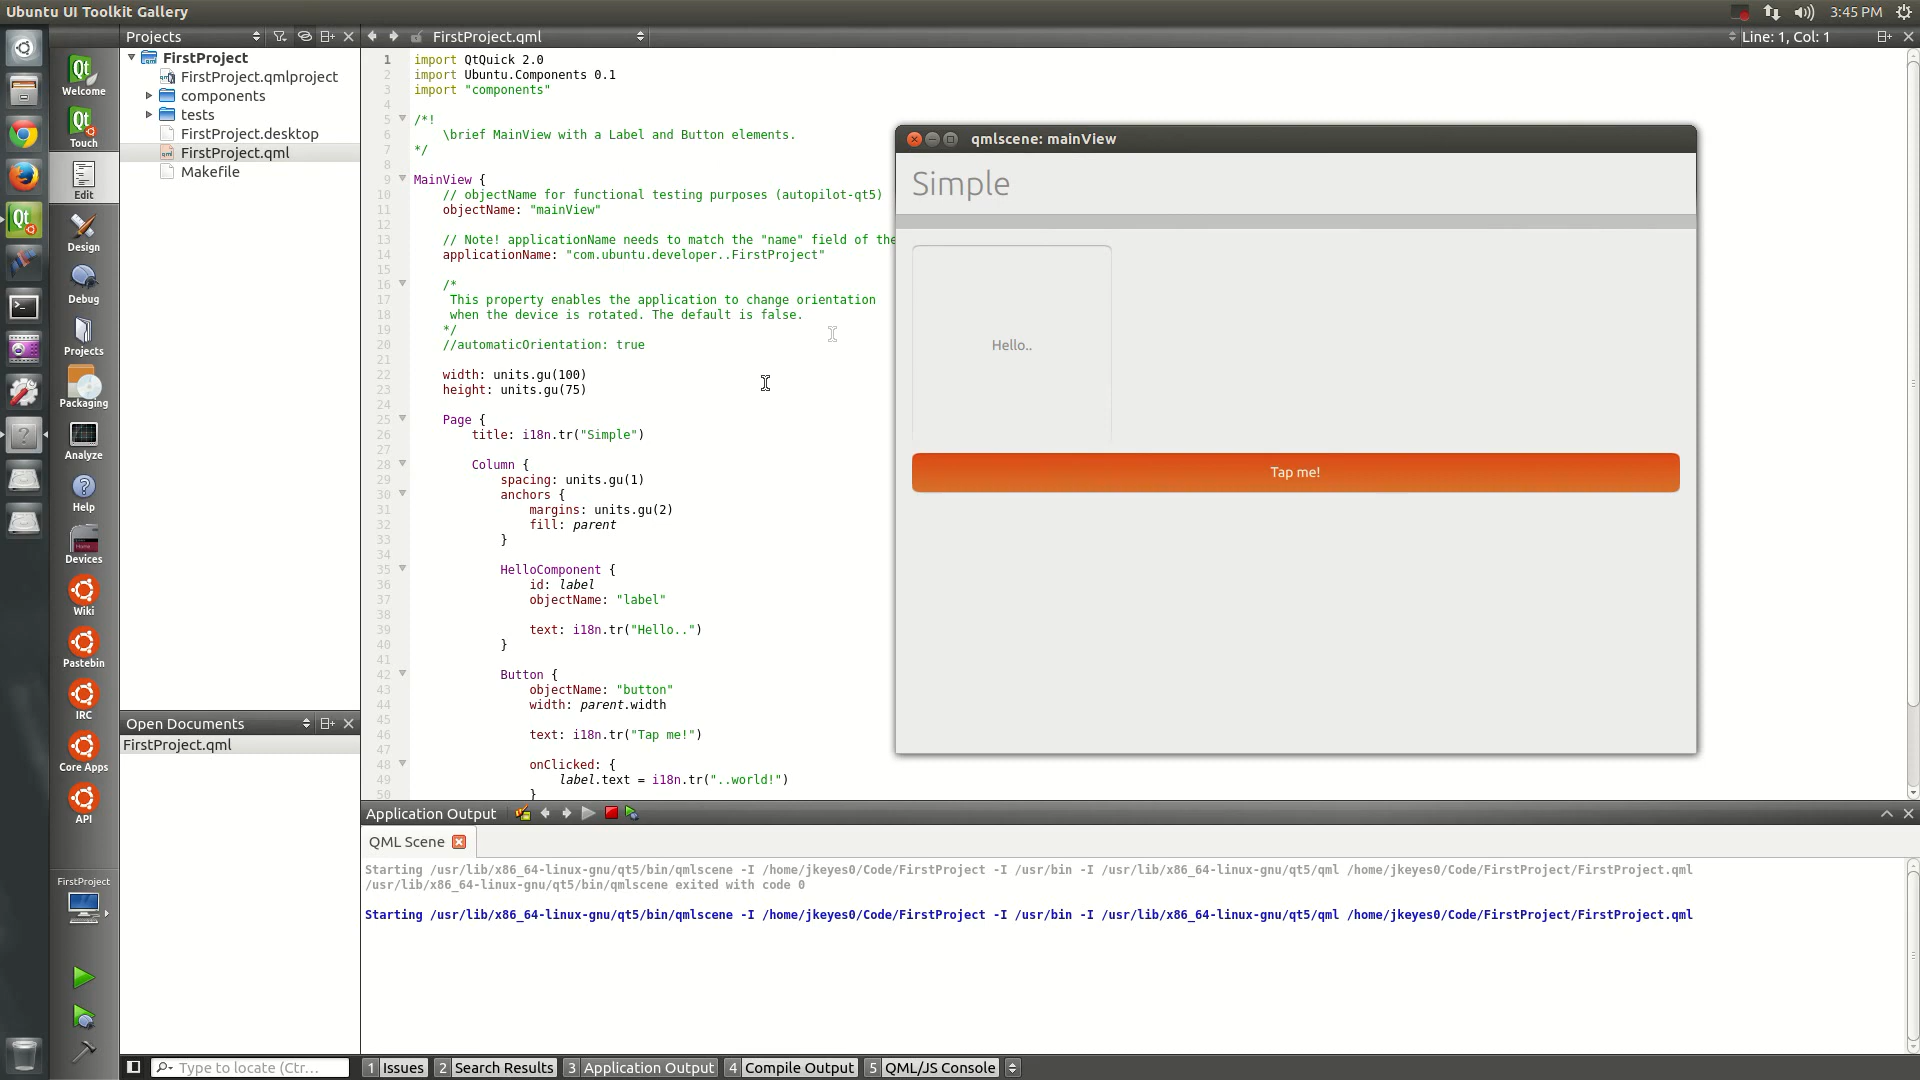 Ubuntu UI Toolkit Gallery
3:45 PM
Projects
FirstProject.qml
Line: 1, Col: 1
Qt
Welcome
Qt
Touch
Edit
Design
Debug
Projects
Packaging
Analyze
Help
Devices
Wiki
Pastebin
IRC
Core Apps
API
FirstProject
FirstProject
FirstProject.qmlproject
components
tests
FirstProject.desktop
FirstProject.qml
Makefile
Open Documents
FirstProject.qml
1 import QtQuick 2.0
2 import Ubuntu.Components 0.1
3 import "components"
4
5 /*!
6 \brief MainView with a Label and Button elements.
7 */
8
9 MainView {
10 // objectName for functional testing purposes (autopilot-qt5)
11 objectName: "mainView"
12
13 // Note! applicationName needs to match the "name" field of the
14 applicationName: "com.ubuntu.developer..FirstProject"
15
16 /*
17 This property enables the application to change orientation
18 when the device is rotated. The default is false.
19 */
20 //automaticOrientation: true
21
22 width: units.gu(100)
23 height: units.gu(75)
24
25 Page {
26 title: i18n.tr("Simple")
27
28 Column {
29 spacing: units.gu(1)
30 anchors {
31 margins: units.gu(2)
32 fill: parent
33 }
34
35 HelloComponent {
36 id: label
37 objectName: "label"
38
39 text: i18n.tr("Hello..")
40 }
41
42 Button {
43 objectName: "button"
44 width: parent.width
45
46 text: i18n.tr("Tap me!")
47
48 onClicked: {
49 label.text = i18n.tr("..world!")
50 }
qmlscene: mainView
Simple
Hello..
Tap me!
Application Output
QML Scene
Starting /usr/lib/x86_64-linux-gnu/qt5/bin/qmlscene -I /home/jkeyes0/Code/FirstProject -I /usr/bin -I /usr/lib/x86_64-linux-gnu/qt5/qml /home/jkeyes0/Code/FirstProject/FirstProject.qml
/usr/lib/x86_64-linux-gnu/qt5/bin/qmlscene exited with code 0
Starting /usr/lib/x86_64-linux-gnu/qt5/bin/qmlscene -I /home/jkeyes0/Code/FirstProject -I /usr/bin -I /usr/lib/x86_64-linux-gnu/qt5/qml /home/jkeyes0/Code/FirstProject/FirstProject.qml
Type to locate (Ctr...
1 Issues
2 Search Results
3 Application Output
4 Compile Output
5 QML/JS Console